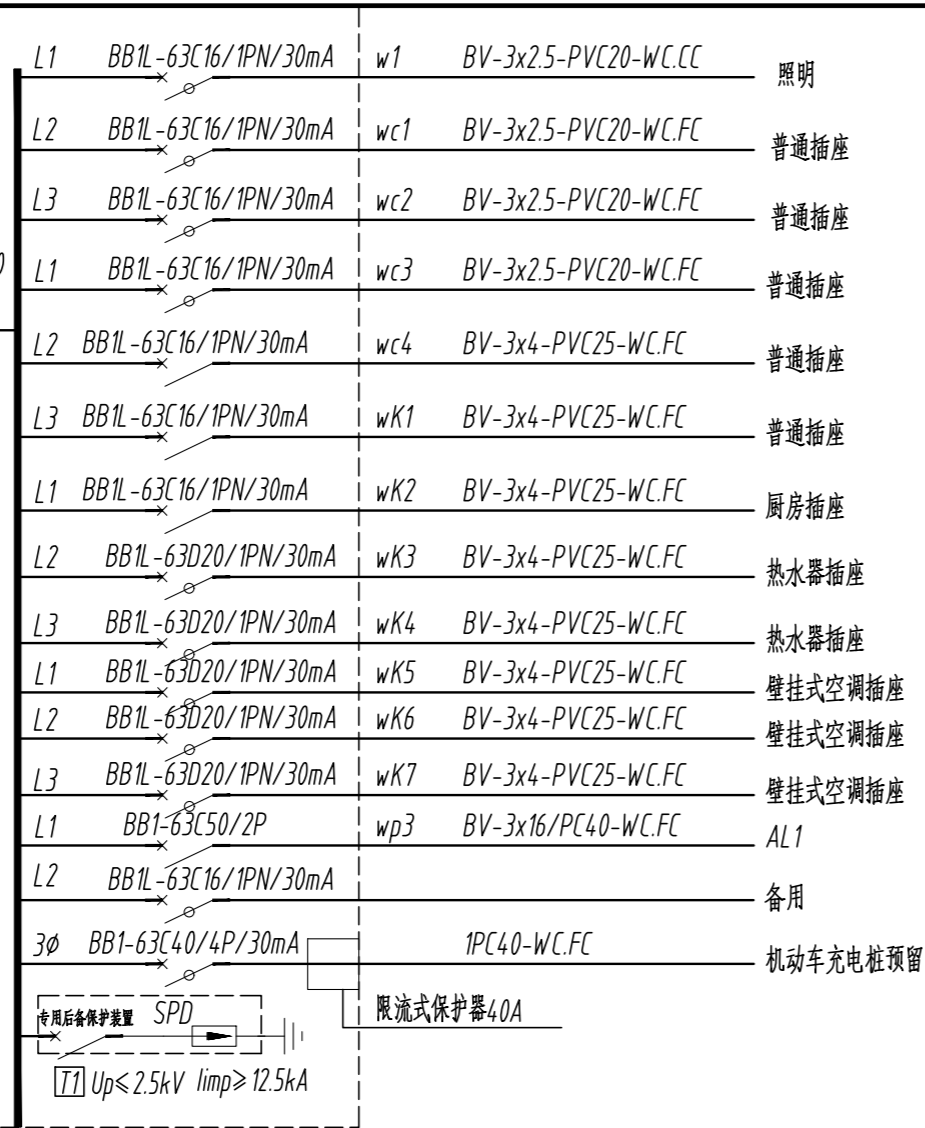 L1 BB1L-63C16/1PN/30mA w1 BV-3x2.5-PVC20-WC.CC 照明
L2 BB1L-63C16/1PN/30mA wc1 BV-3x2.5-PVC20-WC.FC 普通插座
L3 BB1L-63C16/1PN/30mA wc2 BV-3x2.5-PVC20-WC.FC 普通插座
L1 BB1L-63C16/1PN/30mA wc3 BV-3x2.5-PVC20-WC.FC 普通插座
L2 BB1L-63C16/1PN/30mA wc4 BV-3x4-PVC25-WC.FC 普通插座
L3 BB1L-63C16/1PN/30mA wK1 BV-3x4-PVC25-WC.FC 普通插座
L1 BB1L-63C16/1PN/30mA wK2 BV-3x4-PVC25-WC.FC 厨房插座
L2 BB1L-63D20/1PN/30mA wK3 BV-3x4-PVC25-WC.FC 热水器插座
L3 BB1L-63D20/1PN/30mA wK4 BV-3x4-PVC25-WC.FC 热水器插座
L1 BB1L-63D20/1PN/30mA wK5 BV-3x4-PVC25-WC.FC 壁挂式空调插座
L2 BB1L-63D20/1PN/30mA wK6 BV-3x4-PVC25-WC.FC 壁挂式空调插座
L3 BB1L-63D20/1PN/30mA wK7 BV-3x4-PVC25-WC.FC 壁挂式空调插座
L1 BB1-63C50/2P wp3 BV-3x16/PC40-WC.FC AL1
L2 BB1L-63C16/1PN/30mA 备用
3ø BB1-63C40/4P/30mA 1PC40-WC.FC 机动车充电桩预留
专用后备保护装置 SPD 限流式保护器40A
T1 Up≤2.5kV Iimp≥12.5kA